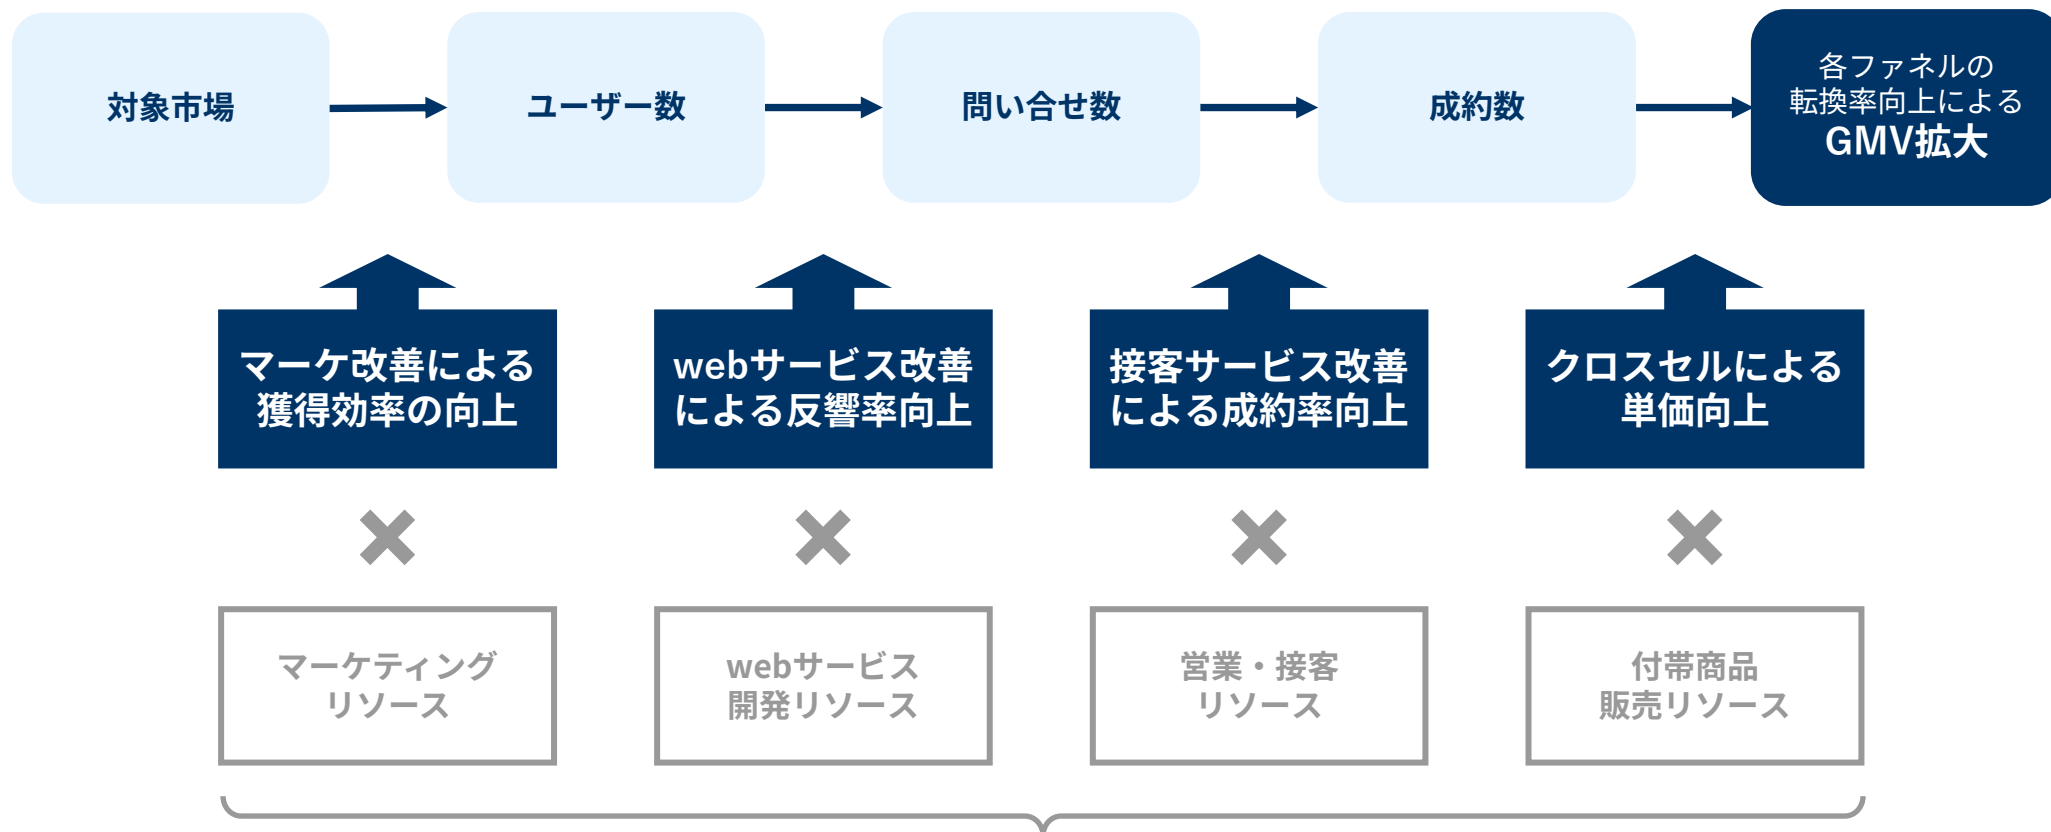 対象市場
ユーザー数
問い合せ数
成約数
各ファネルの
転換率向上による
GMV拡大
マーケ改善による
獲得効率の向上
webサービス改善
による反響率向上
接客サービス改善
による成約率向上
クロスセルによる
単価向上
マーケティング
リソース
webサービス
開発リソース
営業・接客
リソース
付帯商品
販売リソース